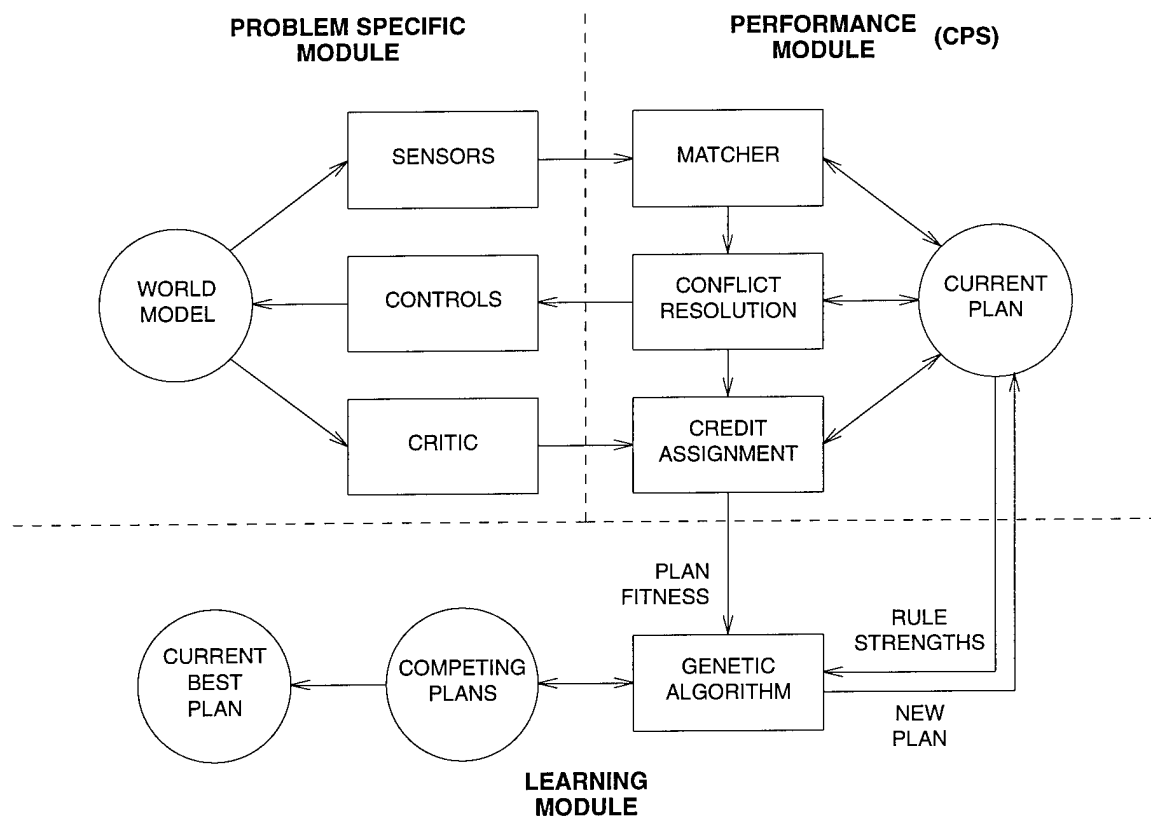 PROBLEM SPECIFIC
MODULE
PERFORMANCE
MODULE
(CPS)
SENSORS
MATCHER
WORLD
MODEL
CONTROLS
CONFLICT
RESOLUTION
CURRENT
PLAN
CRITIC
CREDIT
ASSIGNMENT
PLAN
FITNESS
RULE
STRENGTHS
CURRENT
BEST
PLAN
COMPETING
PLANS
GENETIC
ALGORITHM
NEW
PLAN
LEARNING
MODULE